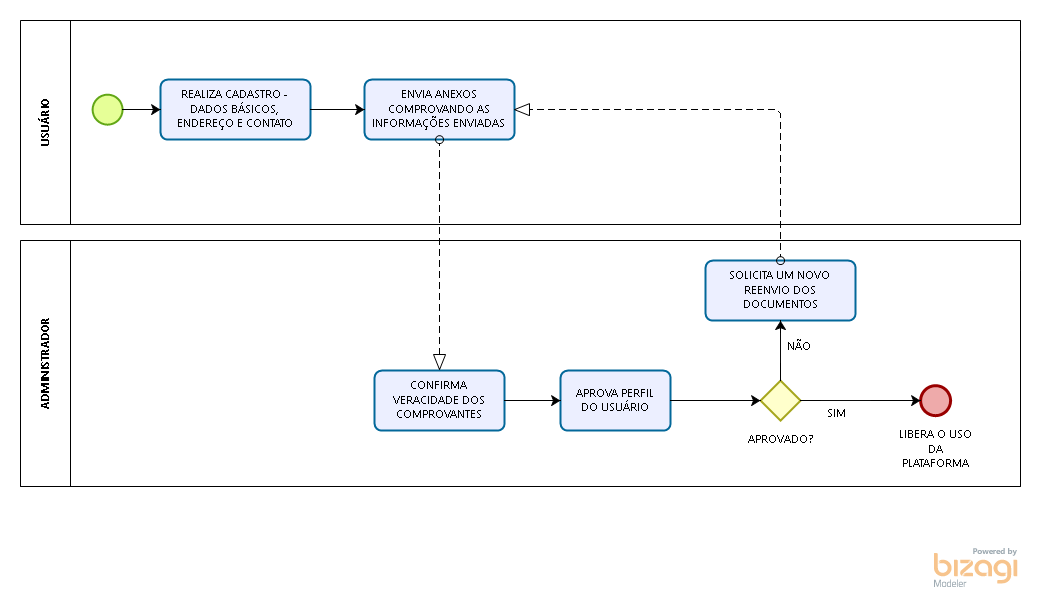 USUÁRIO
REALIZA CADASTRO -
DADOS BÁSICOS,
ENDEREÇO E CONTATO
ENVIA ANEXOS
COMPROVANDO AS
INFORMAÇÕES ENVIADAS
ADMINISTRADOR
SOLICITA UM NOVO
REENVIO DOS
DOCUMENTOS
NÃO
CONFIRMA
VERACIDADE DOS
COMPROVANTES
APROVA PERFIL
DO USUÁRIO
APROVADO?
SIM
LIBERA O USO
DA
PLATAFORMA
Powered by
bizagi
Modeler